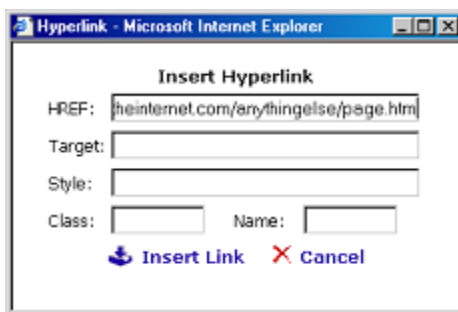 Hyperlink - Microsoft Internet Explorer
Insert Hyperlink
HREF: heinternet.com/anythingelse/page.htm
Target:
Style:
Class: Name:
Insert Link Cancel